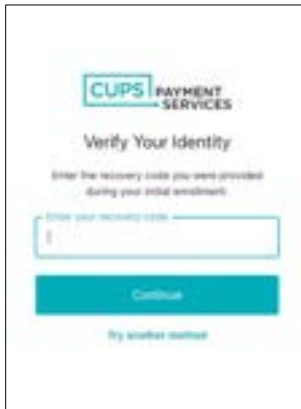 CUPS PAYMENT
SERVICES
Verify Your Identity
Enter the recovery code you were provided
during your initial enrollment.
Enter your recovery code
Continue
Try another method